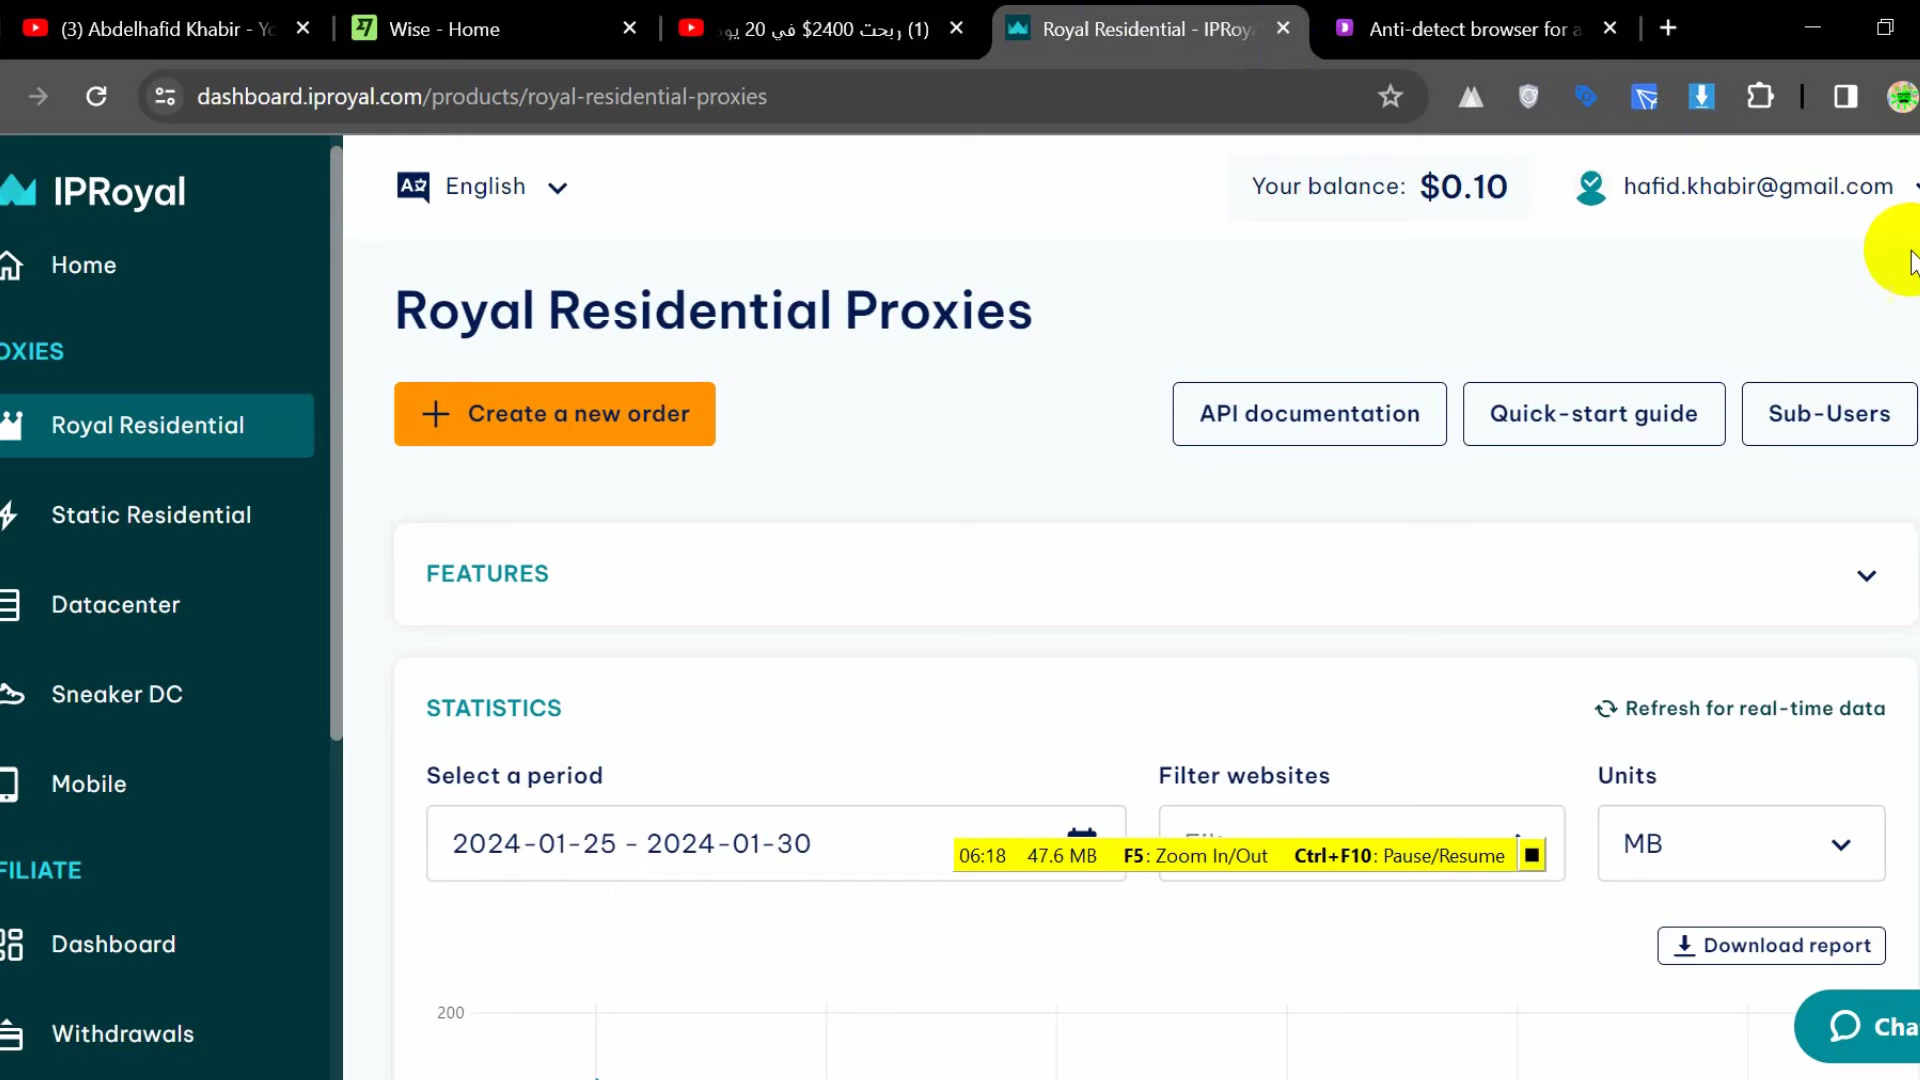 (3) Abdelhafid Khabir - Yo
Wise - Home
(1) ربحت 2400$ في 20 يو
Royal Residential - IPRoya
Anti-detect browser for a
dashboard.iproyal.com/products/royal-residential-proxies
IPRoyal
English
Your balance: $0.10
hafid.khabir@gmail.com
Home
Royal Residential Proxies
OXIES
Royal Residential
Create a new order
API documentation
Quick-start guide
Sub-Users
Static Residential
FEATURES
Datacenter
Sneaker DC
STATISTICS
Refresh for real-time data
Select a period
Filter websites
Units
Mobile
2024-01-25 - 2024-01-30
MB
06:18 47.6 MB F5: Zoom In/Out Ctrl+F10: Pause/Resume
FILIATE
Dashboard
Download report
200
Withdrawals
Cha